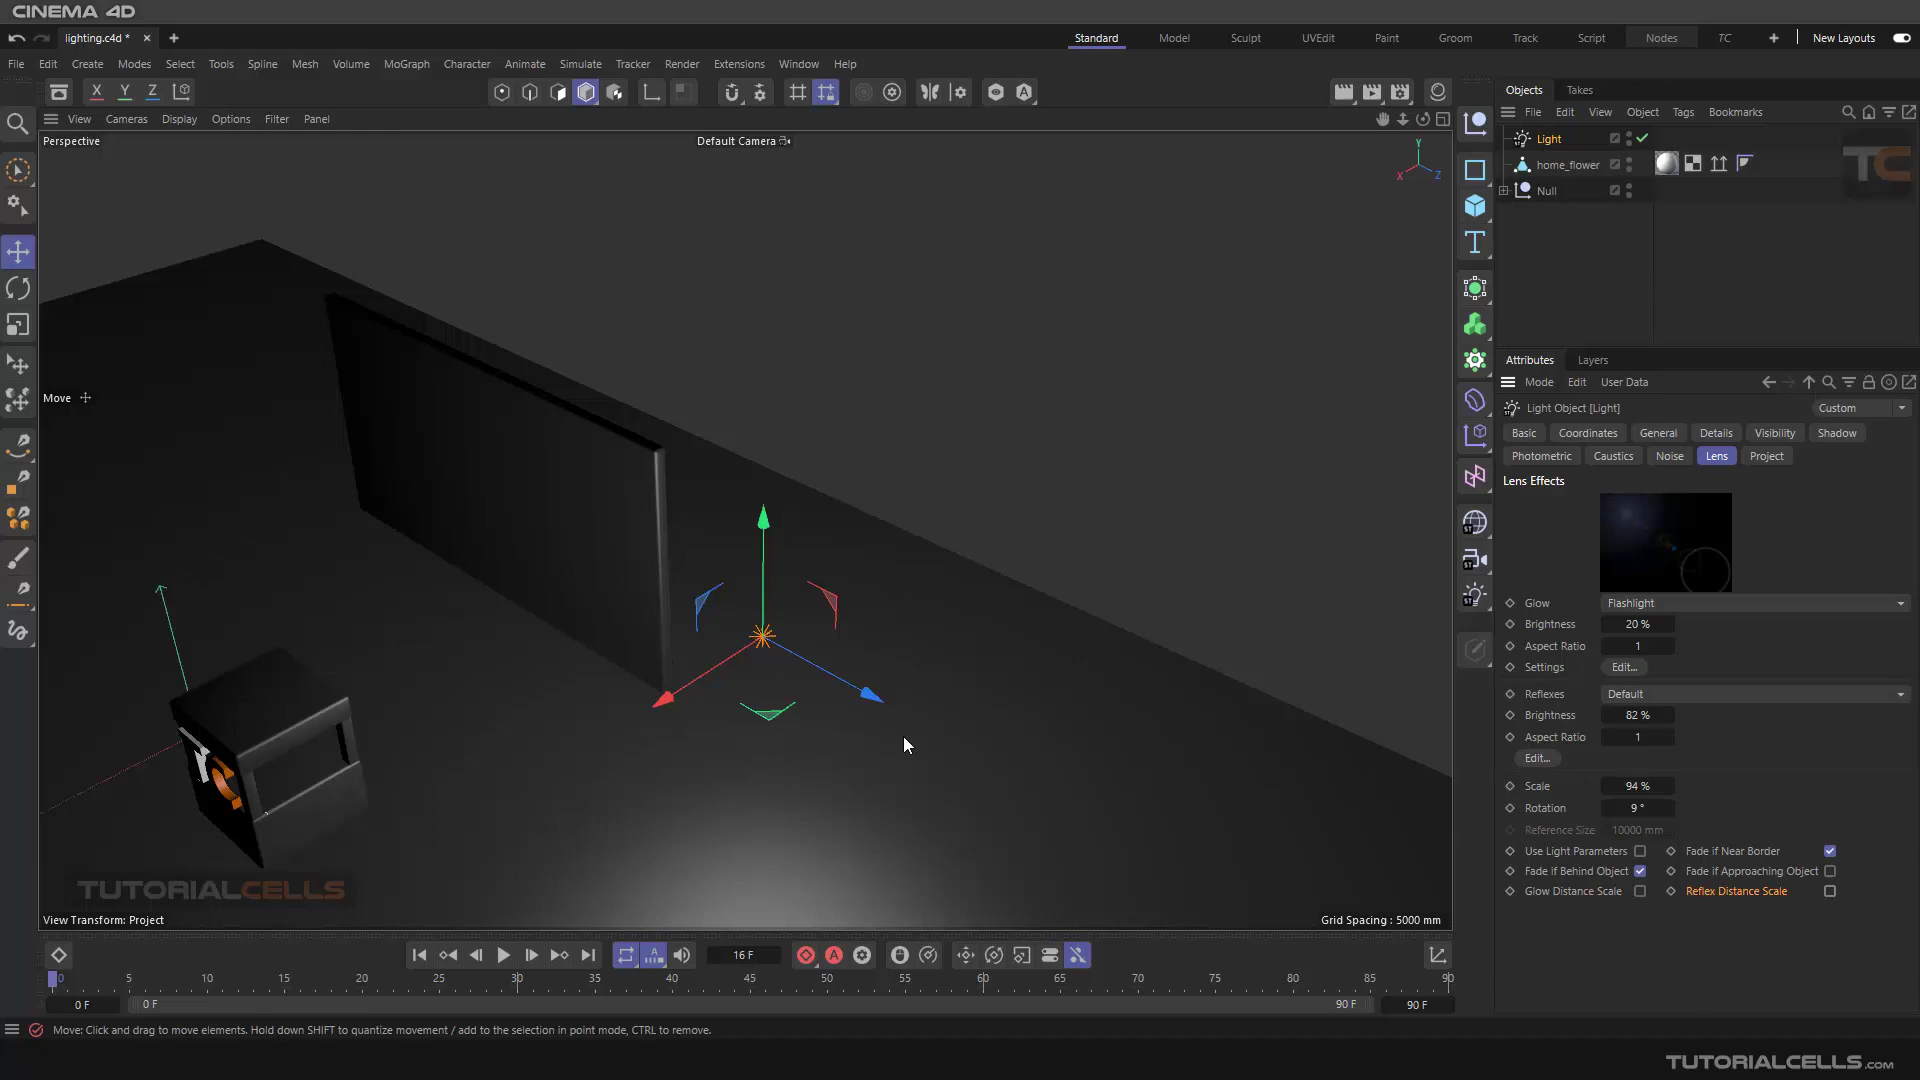 CINEMA 4D
lighting.c4d *
Standard Model Sculpt UVEdit Paint Groom Track Script Nodes TC New Layouts
File Edit Create Modes Select Tools Spline Mesh Volume MoGraph Character Animate Simulate Tracker Render Extensions Window Help
X Y Z
Objects Takes
View Cameras Display Options Filter Panel
File Edit View Object Tags Bookmarks
Perspective
Default Camera
Y
X
Z
Light
home_flower
Null
TC
Move
Attributes Layers
Mode Edit User Data
Light Object [Light]
Custom
Basic Coordinates General Details Visibility Shadow
Photometric Caustics Noise Lens Project
Lens Effects
Glow Flashlight
Brightness 20 %
Aspect Ratio 1
Settings Edit...
Reflexes Default
Brightness 82 %
Aspect Ratio 1
Edit...
Scale 94 %
Rotation 9 °
Reference Size 10000 mm
Use Light Parameters Fade if Near Border
Fade if Behind Object Fade if Approaching Object
Glow Distance Scale Reflex Distance Scale
TUTORIALCELLS
View Transform: Project
Grid Spacing : 5000 mm
16 F
0 5 10 15 20 25 30 35 40 45 50 55 60 65 70 75 80 85 90
0 F 0 F 90 F 90 F
Move: Click and drag to move elements. Hold down SHIFT to quantize movement / add to the selection in point mode, CTRL to remove.
TUTORIALCELLS.COM